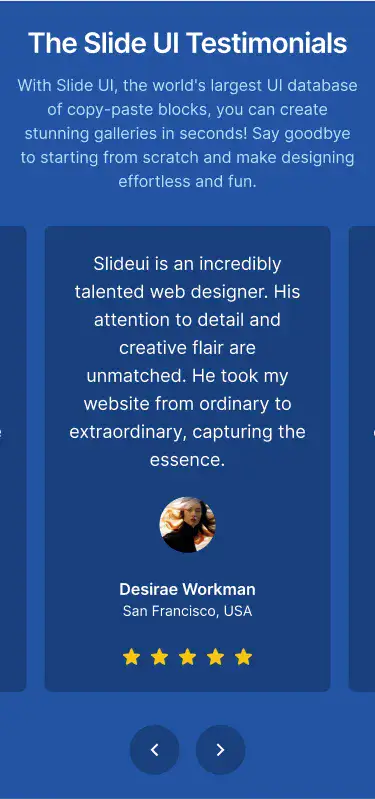 The Slide UI Testimonials
With Slide UI, the world's largest UI database
of copy-paste blocks, you can create
stunning galleries in seconds! Say goodbye
to starting from scratch and make designing
effortless and fun.
Slideui is an incredibly
talented web designer. His
attention to detail and
creative flair are
unmatched. He took my
website from ordinary to
extraordinary, capturing the
essence.
Desirae Workman
San Francisco, USA